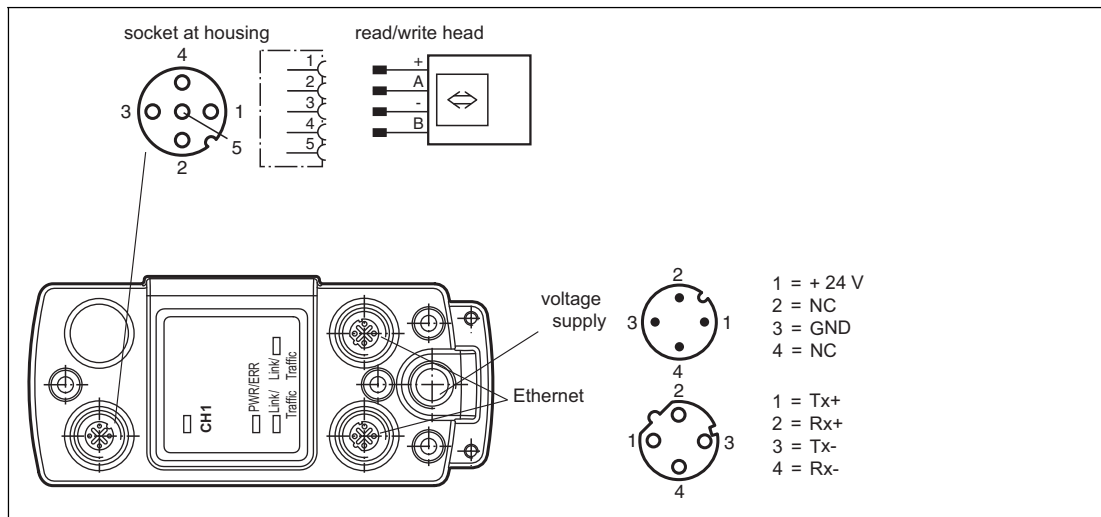 socket at housing
read/write head
4
3
1
5
2
1
2
3
4
5
+
A
-
B
CH1
PWR/ERR
Link/
Traffic
Link/
Traffic
voltage
supply
Ethernet
2
3
1
4
1 = + 24 V
2 = NC
3 = GND
4 = NC
2
1
3
4
1 = Tx+
2 = Rx+
3 = Tx-
4 = Rx-